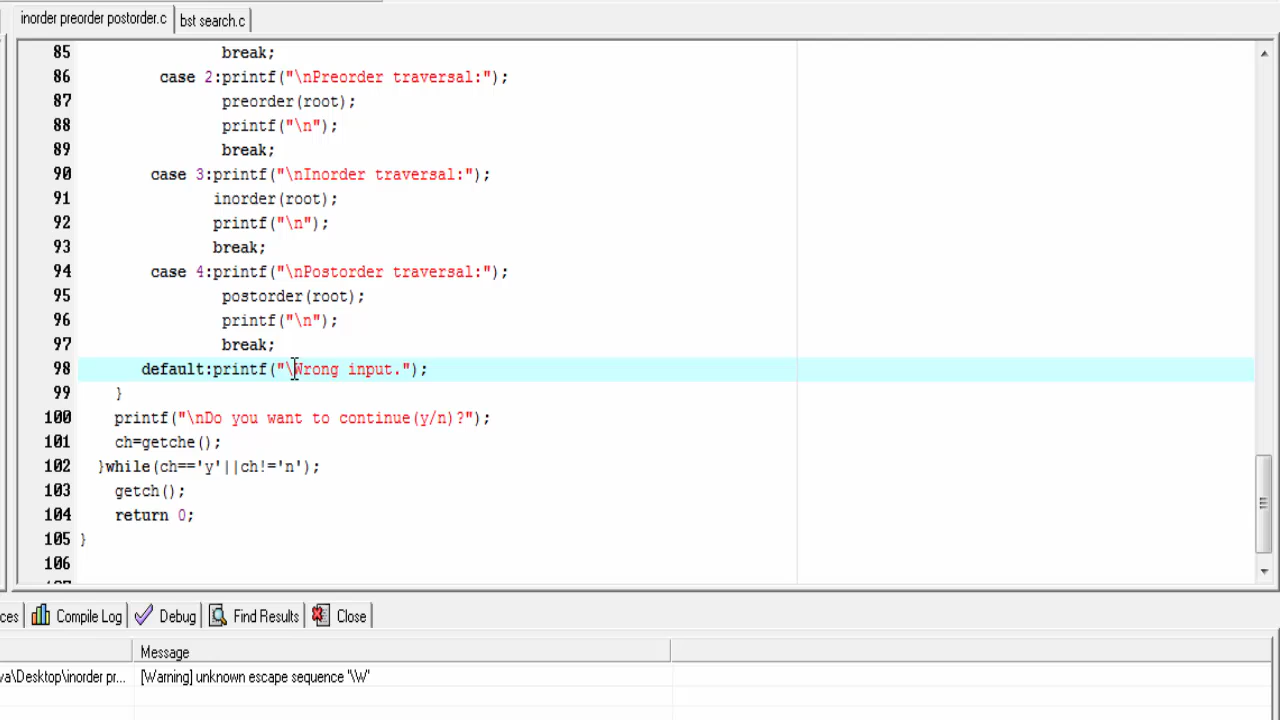 inorder preorder postorder.c bst search.c
85 break;
86 case 2:printf("\nPreorder traversal:");
87 preorder(root);
88 printf("\n");
89 break;
90 case 3:printf("\nInorder traversal:");
91 inorder(root);
92 printf("\n");
93 break;
94 case 4:printf("\nPostorder traversal:");
95 postorder(root);
96 printf("\n");
97 break;
98 default:printf("\Wrong input.");
99 }
100 printf("\nDo you want to continue(y/n)?");
101 ch=getche();
102 }while(ch=='y'||ch!='n');
103 getch();
104 return 0;
105 }
106
ces Compile Log Debug Find Results Close
Message
va\Desktop\inorder pr... [Warning] unknown escape sequence '\W'